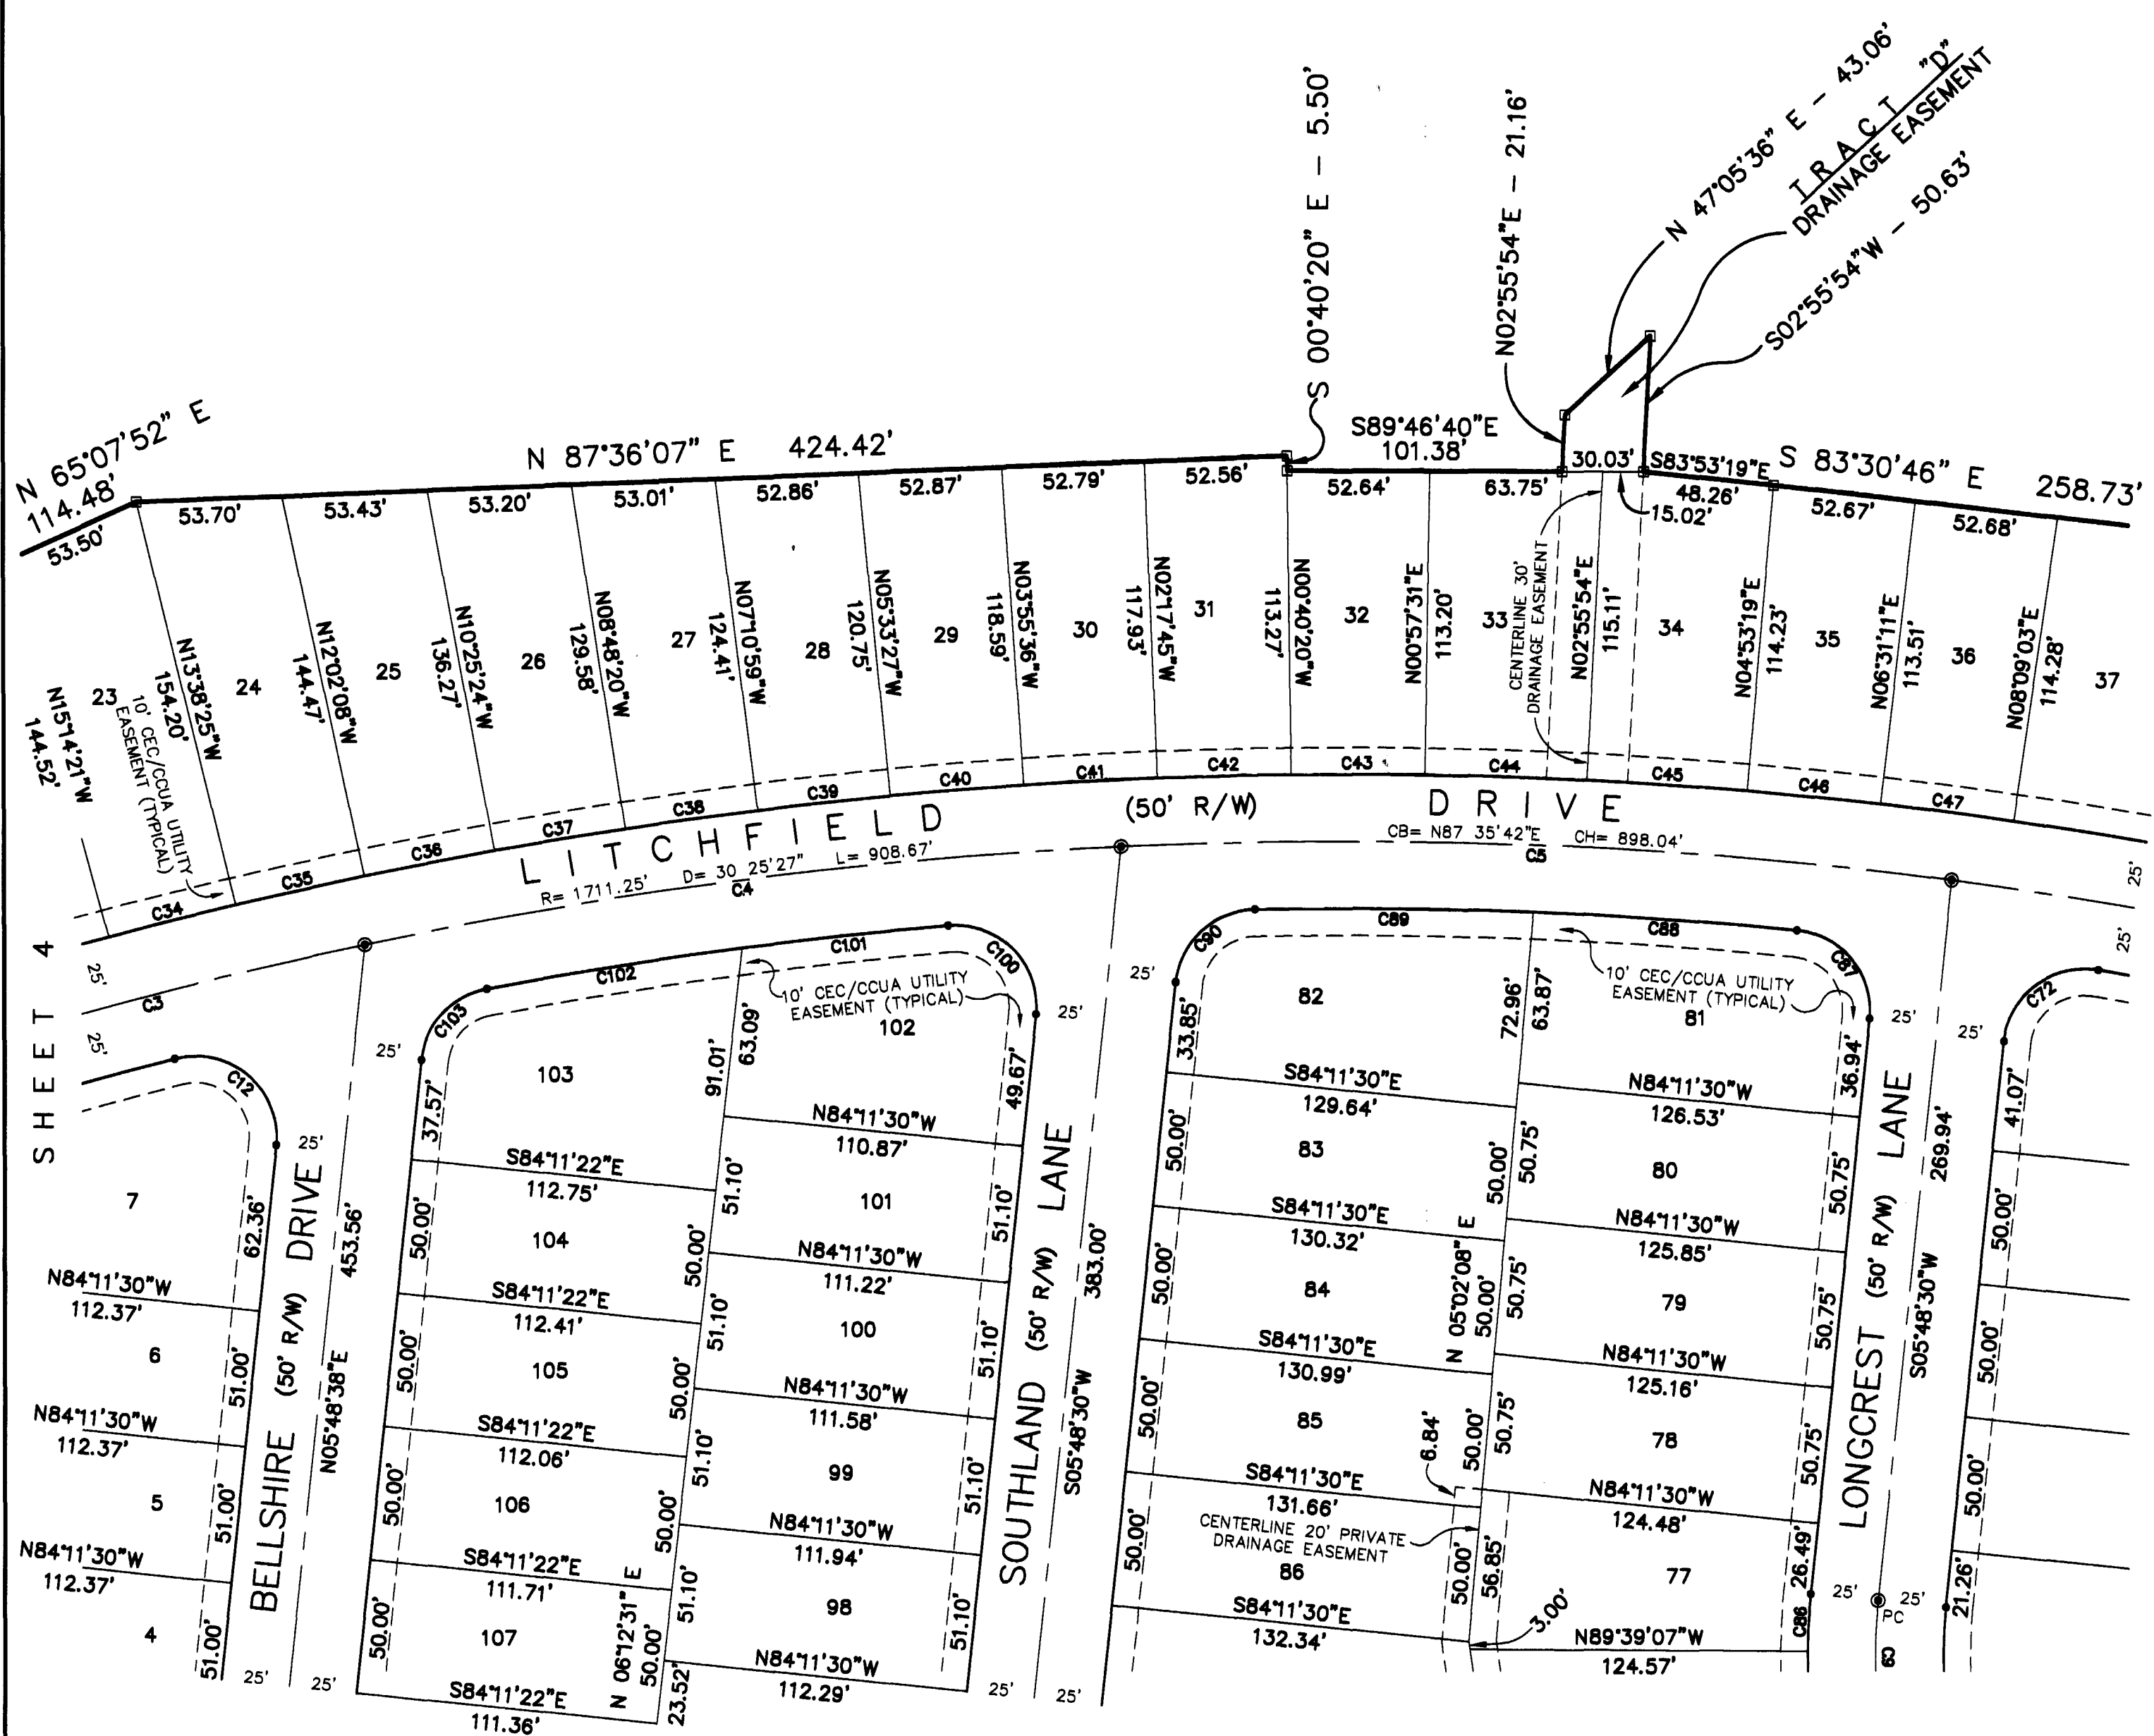 N 65°07'52" E
114.48'
53.50'
N 87°36'07" E 424.42'
S 00°40'20" E - 5.50'
S89°46'40"E
101.38'
N02°55'54"E - 21.16'
N 47°05'36" E - 43.06'
TRACT "D"
DRAINAGE EASEMENT
S02°55'54"W - 50.63'
30.03'
S83°53'19"E
48.26'
15.02'
S 83°30'46" E 258.73'
53.70'
53.43'
53.20'
53.01'
52.86'
52.87'
52.79'
52.56'
52.64'
63.75'
52.67'
52.68'
N15°14'21"W
144.52'
23
10' CEC/CCUA UTILITY
EASEMENT (TYPICAL)
N13°38'25"W
154.20'
24
N12°02'08"W
144.47'
25
N10°25'24"W
136.27'
26
N08°48'20"W
129.58'
27
N07°10'59"W
124.41'
28
N05°33'27"W
120.75'
29
N03°55'36"W
118.59'
30
N02°17'45"W
117.93'
31
N00°40'20"W
113.27'
32
N00°57'31"E
113.20'
33
CENTERLINE 30'
DRAINAGE EASEMENT
N02°55'54"E
115.11'
34
N04°53'19"E
114.23'
35
N06°31'11"E
113.51'
36
N08°09'03"E
114.28'
37
C34
C35
C36
C37
C38
C39
C40
C41
C42
C43
C44
C45
C46
C47
LITCHFIELD (50' R/W) DRIVE
R= 1711.25' D= 30 25'27" L= 908.67'
CB= N87 35'42"E CH= 898.04'
C3
C4
C5
25'
25'
25'
25'
SHEET 4
C12
25'
7
62.36'
N84°11'30"W
112.37'
6
51.00'
N84°11'30"W
112.37'
5
51.00'
N84°11'30"W
112.37'
4
51.00'
BELLSHIRE (50' R/W) DRIVE
N05°48'38"E 453.56'
25'
25'
25'
C103
C102
C101
C100
10' CEC/CCUA UTILITY
EASEMENT (TYPICAL)
103
102
37.57'
91.01'
63.09'
49.67'
25'
S84°11'22"E
112.75'
N84°11'30"W
110.87'
104
50.00'
51.10'
101
51.10'
S84°11'22"E
112.41'
50.00'
N84°11'30"W
111.22'
105
50.00'
51.10'
100
51.10'
S84°11'22"E
112.06'
50.00'
N84°11'30"W
111.58'
106
50.00'
51.10'
99
51.10'
S84°11'22"E
111.71'
50.00'
N84°11'30"W
111.94'
107
50.00'
51.10'
98
51.10'
N 06°12'31" E
50.00'
23.52'
S84°11'22"E
111.36'
N84°11'30"W
112.29'
SOUTHLAND (50' R/W) LANE
S05°48'30"W 383.00'
25'
25'
25'
C90
C89
C88
C87
82
10' CEC/CCUA UTILITY
EASEMENT (TYPICAL)
81
33.85'
72.96'
63.87'
36.94'
25'
S84°11'30"E
129.64'
N84°11'30"W
126.53'
83
50.00'
50.00'
50.75'
80
50.75'
S84°11'30"E
130.32'
N84°11'30"W
125.85'
84
50.00'
N 05°02'08" E
50.00'
50.75'
79
50.75'
S84°11'30"E
130.99'
N84°11'30"W
125.16'
85
50.00'
6.84'
50.00'
50.75'
78
50.75'
S84°11'30"E
131.66'
N84°11'30"W
124.48'
CENTERLINE 20' PRIVATE
DRAINAGE EASEMENT
86
50.00'
50.00'
56.85'
77
26.49'
S84°11'30"E
132.34'
3.00'
N89°39'07"W
124.57'
C86
LONGCREST (50' R/W) LANE
S05°48'30"W 269.94'
25'
25'
PC
C9
C72
25'
41.07'
50.00'
50.00'
50.00'
21.26'